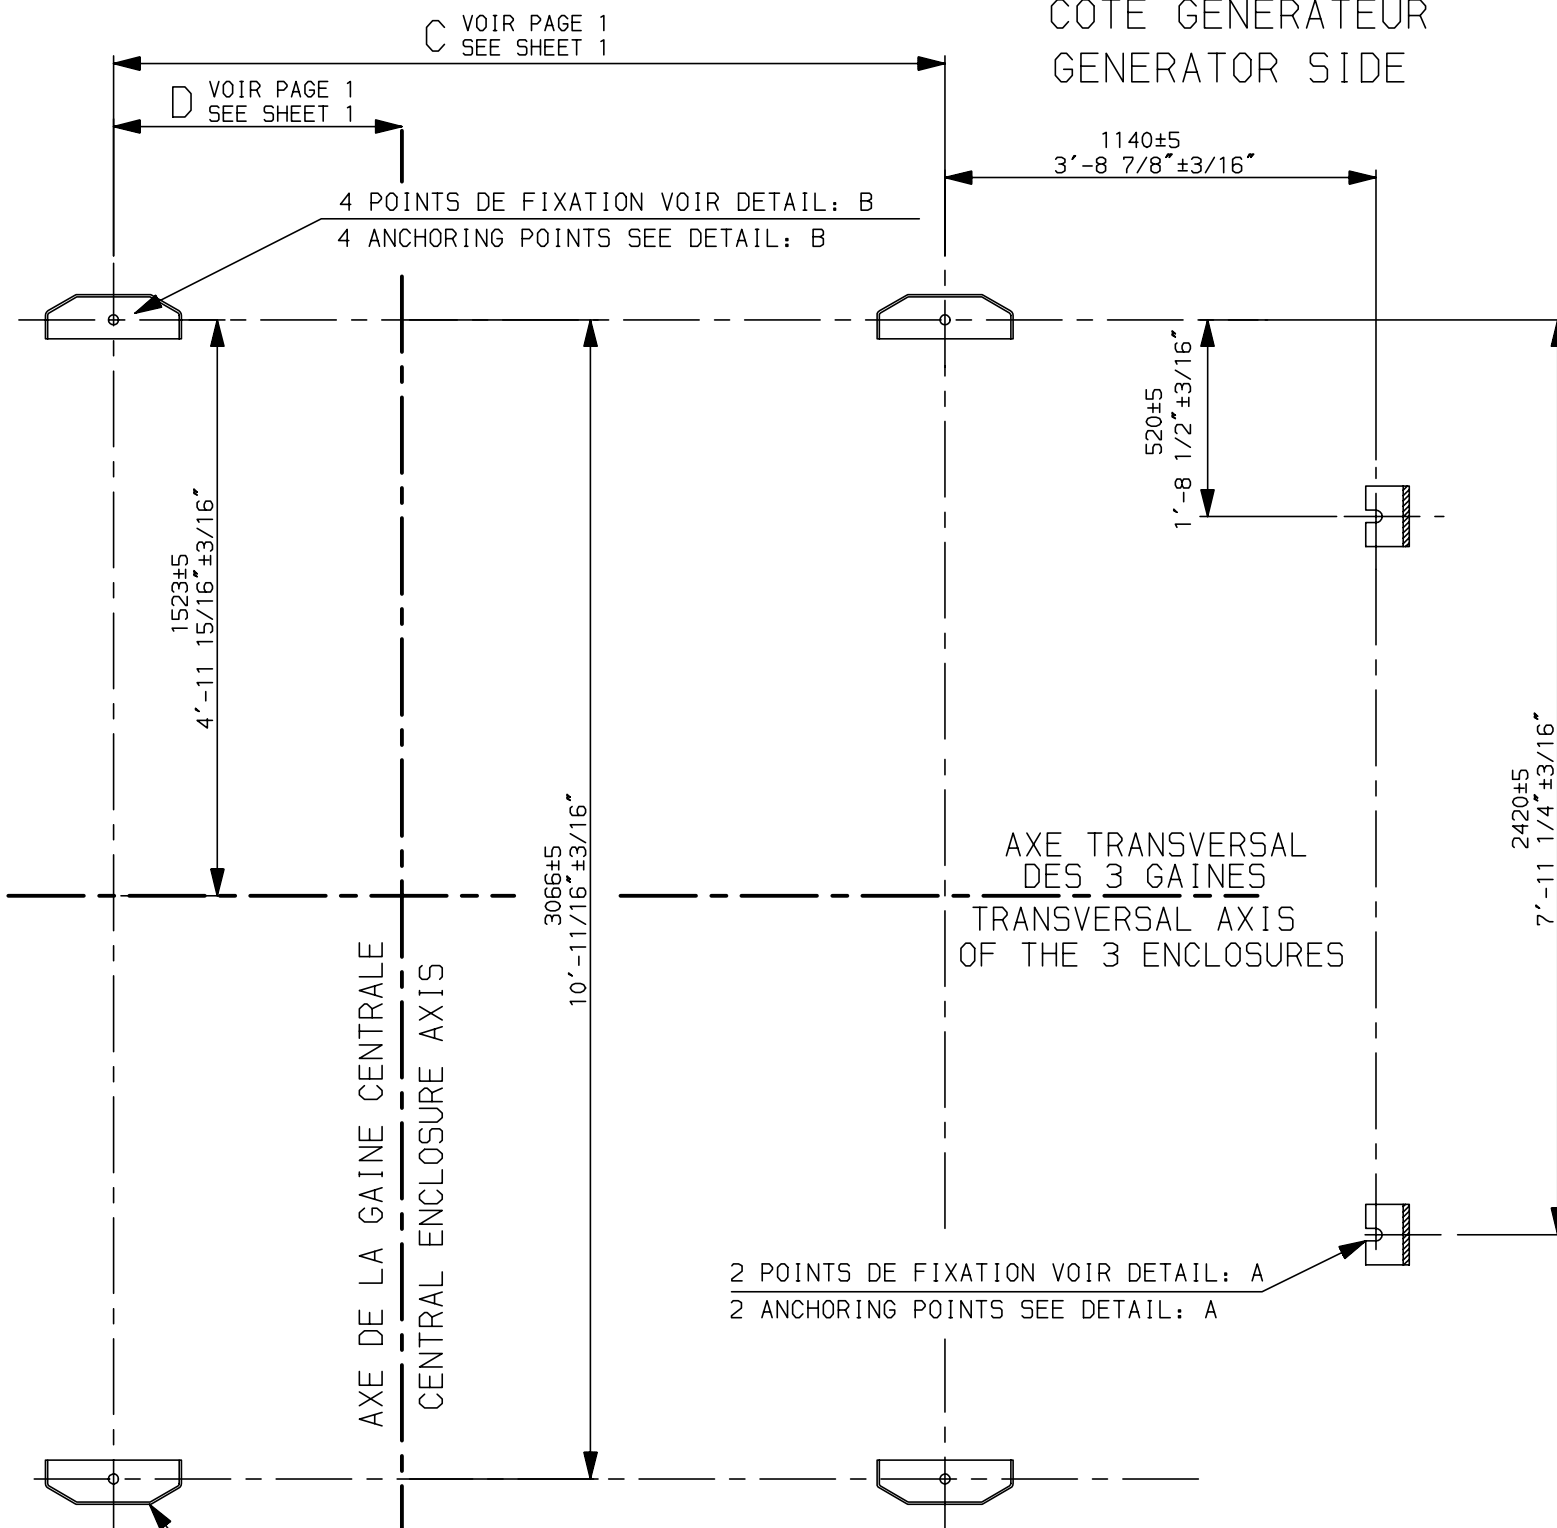 COTE GENERATEUR
GENERATOR SIDE
C VOIR PAGE 1
SEE SHEET 1
D VOIR PAGE 1
SEE SHEET 1
1140±5
3′-8 7/8″±3/16″
4 POINTS DE FIXATION VOIR DETAIL: B
4 ANCHORING POINTS SEE DETAIL: B
520±5
1′-8 1/2″±3/16″
1523±5
4′-11 15/16″±3/16″
3066±5
10′-11/16″±3/16″
2420±5
7′-11 1/4″±3/16″
AXE TRANSVERSAL
DES 3 GAINES
TRANSVERSAL AXIS
OF THE 3 ENCLOSURES
AXE DE LA GAINE CENTRALE
CENTRAL ENCLOSURE AXIS
2 POINTS DE FIXATION VOIR DETAIL: A
2 ANCHORING POINTS SEE DETAIL: A